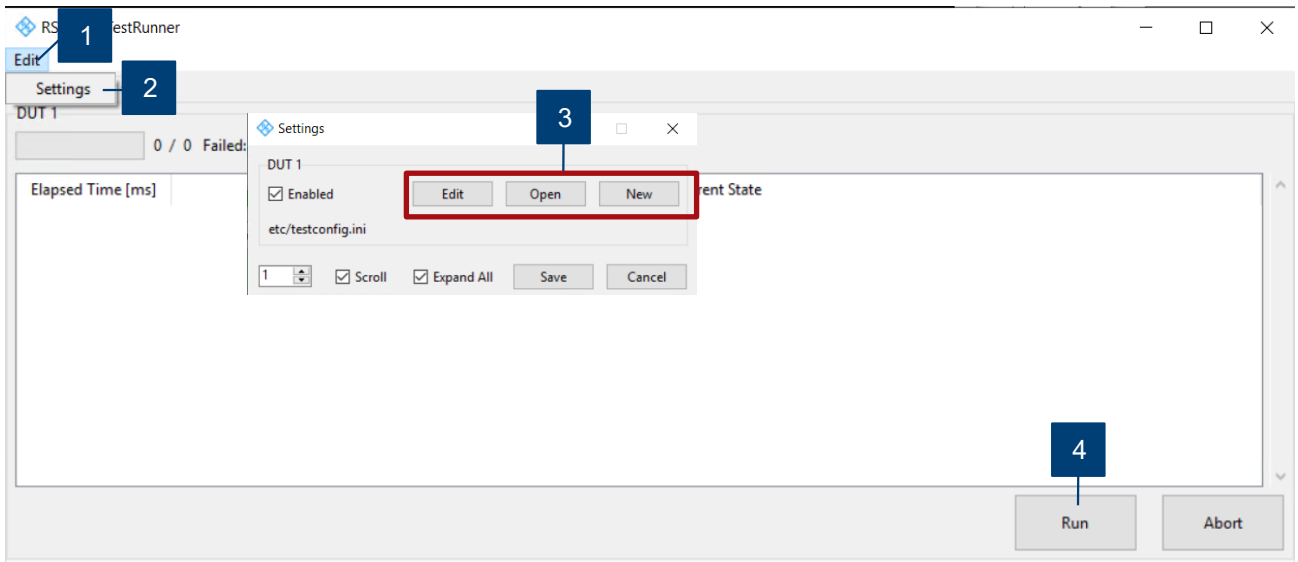 RS
estRunner
1
Edit
Settings
2
DUT 1
0 / 0 Failed:
3
Settings
DUT 1
Enabled
Edit
Open
New
etc/testconfig.ini
1
Scroll
Expand All
Save
Cancel
Elapsed Time [ms]
rent State
4
Run
Abort